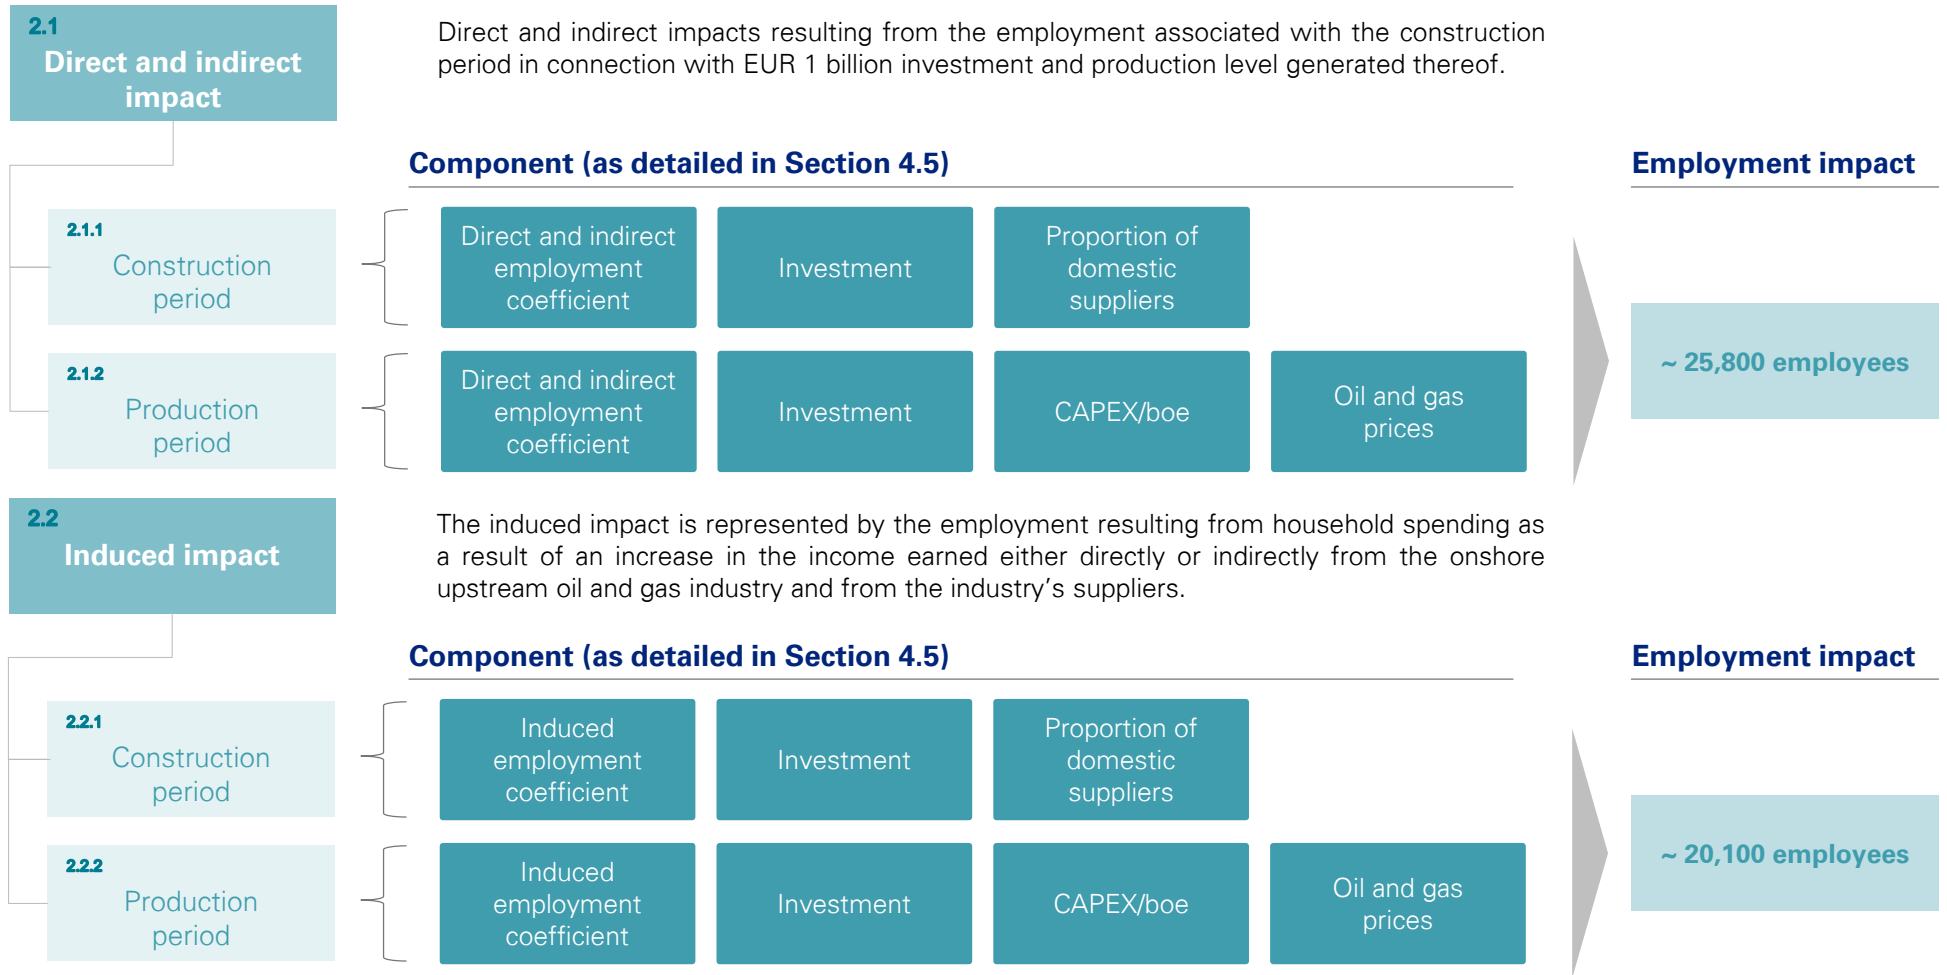 2.1
Direct and indirect
impact
Direct and indirect impacts resulting from the employment associated with the construction
period in connection with EUR 1 billion investment and production level generated thereof.
Component (as detailed in Section 4.5)
Employment impact
2.1.1
Construction
period
Direct and indirect
employment
coefficient
Investment
Proportion of
domestic
suppliers
2.1.2
Production
period
Direct and indirect
employment
coefficient
Investment
CAPEX/boe
Oil and gas
prices
~ 25,800 employees
2.2
Induced impact
The induced impact is represented by the employment resulting from household spending as
a result of an increase in the income earned either directly or indirectly from the onshore
upstream oil and gas industry and from the industry's suppliers.
Component (as detailed in Section 4.5)
Employment impact
2.2.1
Construction
period
Induced
employment
coefficient
Investment
Proportion of
domestic
suppliers
2.2.2
Production
period
Induced
employment
coefficient
Investment
CAPEX/boe
Oil and gas
prices
~ 20,100 employees